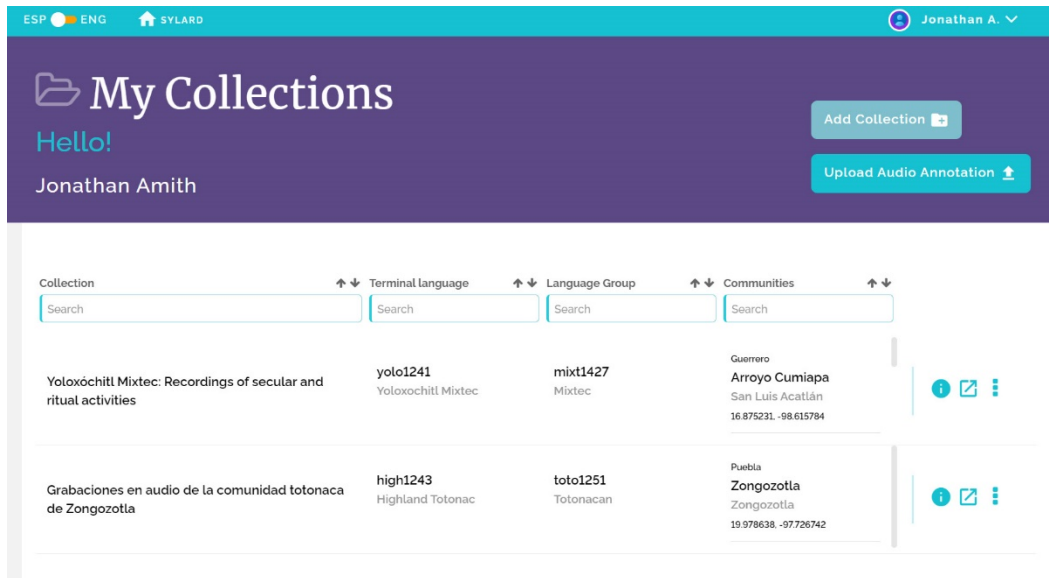 ESP ENG SYLARD Jonathan A.
My Collections
Hello!
Jonathan Amith
Add Collection
Upload Audio Annotation
Collection Terminal language Language Group Communities
Search Search Search Search
Yoloxóchitl Mixtec: Recordings of secular and
ritual activities
yolo1241
Yoloxochitl Mixtec
mixt1427
Mixtec
Guerrero
Arroyo Cumiapa
San Luis Acatlán
16.875231, -98.615784
Grabaciones en audio de la comunidad totonaca
de Zongozotla
high1243
Highland Totonac
toto1251
Totonacan
Puebla
Zongozotla
Zongozotla
19.978638, -97.726742